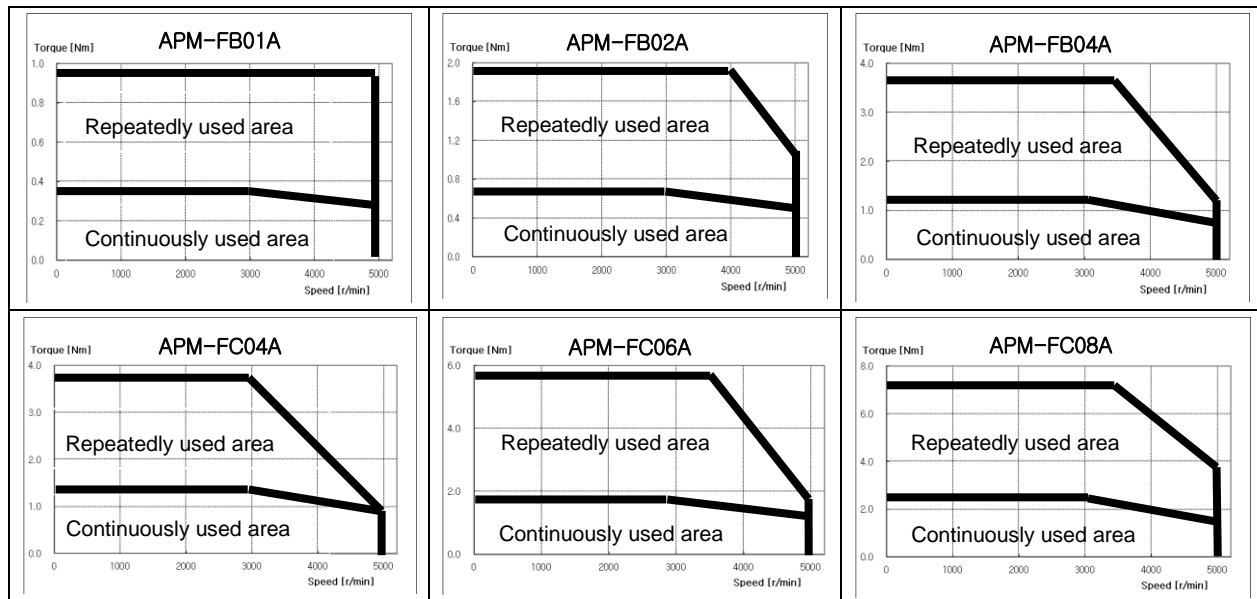 APM-FB01A
Torque [Nm]
1.0
0.8
0.6
0.4
0.2
0.0
Repeatedly used area
Continuously used area
0 1000 2000 3000 4000 5000
Speed [r/min]
APM-FB02A
Torque [Nm]
2.0
1.6
1.2
0.8
0.4
0.0
Repeatedly used area
Continuously used area
0 1000 2000 3000 4000 5000
Speed [r/min]
APM-FB04A
Torque [Nm]
4.0
3.0
2.0
1.0
0.0
Repeatedly used area
Continuously used area
0 1000 2000 3000 4000 5000
Speed [r/min]
APM-FC04A
Torque [Nm]
4.0
3.0
2.0
1.0
0.0
Repeatedly used area
Continuously used area
0 1000 2000 3000 4000 5000
Speed [r/min]
APM-FC06A
Torque [Nm]
6.0
4.0
2.0
0.0
Repeatedly used area
Continuously used area
0 1000 2000 3000 4000 5000
Speed [r/min]
APM-FC08A
Torque [Nm]
8.0
6.0
4.0
2.0
0.0
Repeatedly used area
Continuously used area
0 1000 2000 3000 4000 5000
Speed [r/min]